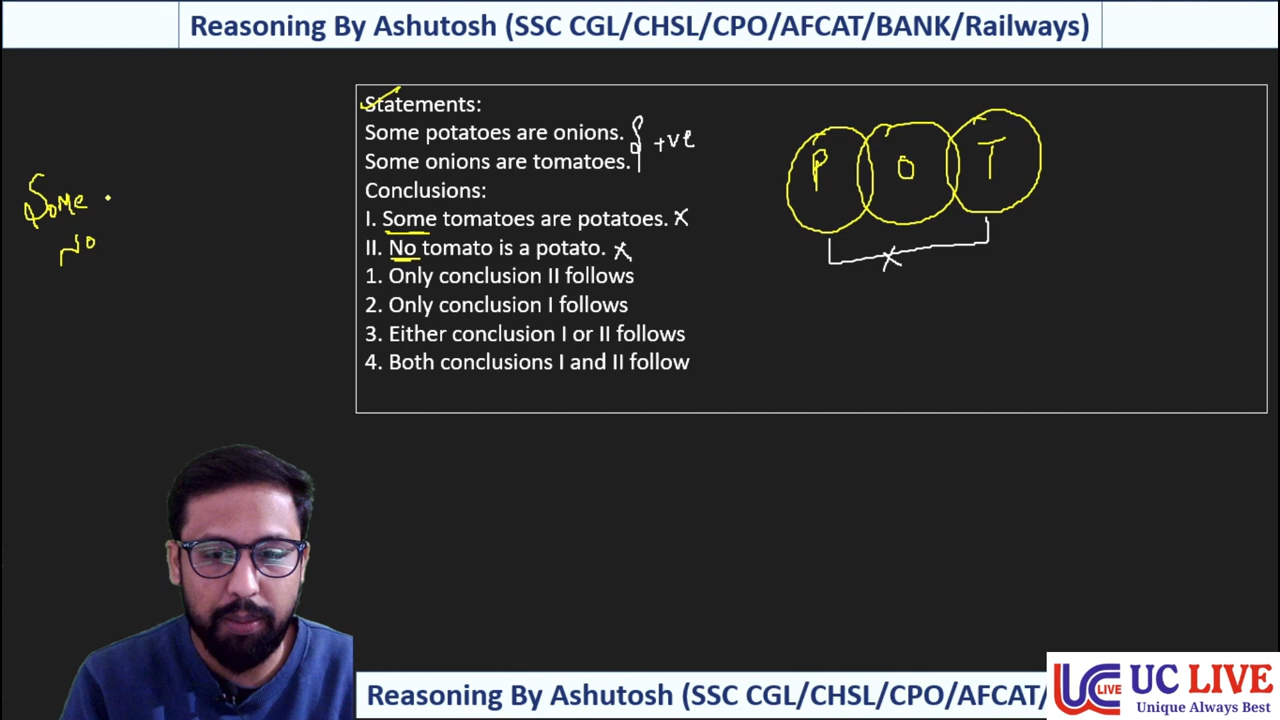 Reasoning By Ashutosh (SSC CGL/CHSL/CPO/AFCAT/BANK/Railways)
Statements:
Some potatoes are onions.
Some onions are tomatoes.
+ve
Conclusions:
I. Some tomatoes are potatoes. x
II. No tomato is a potato. x
1. Only conclusion II follows
2. Only conclusion I follows
3. Either conclusion I or II follows
4. Both conclusions I and II follow
P O T
x
Some
No
Reasoning By Ashutosh (SSC CGL/CHSL/CPO/AFCAT/
UC LIVE
LIVE
Unique Always Best